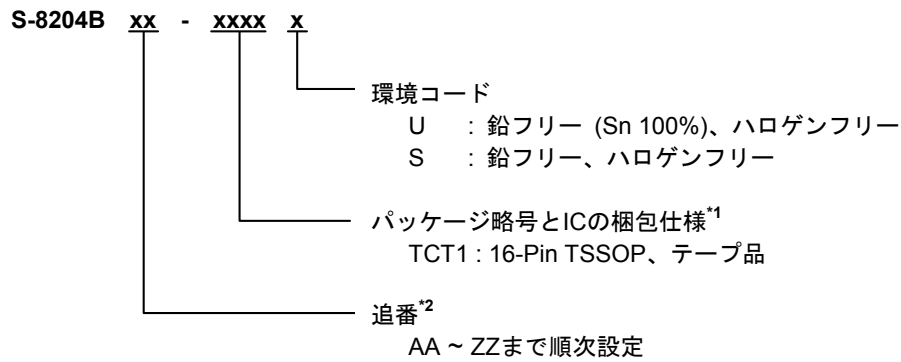 S-8204B xx - xxxx x
環境コード
U : 鉛フリー (Sn 100%)、ハロゲンフリー
S : 鉛フリー、ハロゲンフリー
パッケージ略号とICの梱包仕様*1
TCT1 : 16-Pin TSSOP、テープ品
追番*2
AA ~ ZZまで順次設定